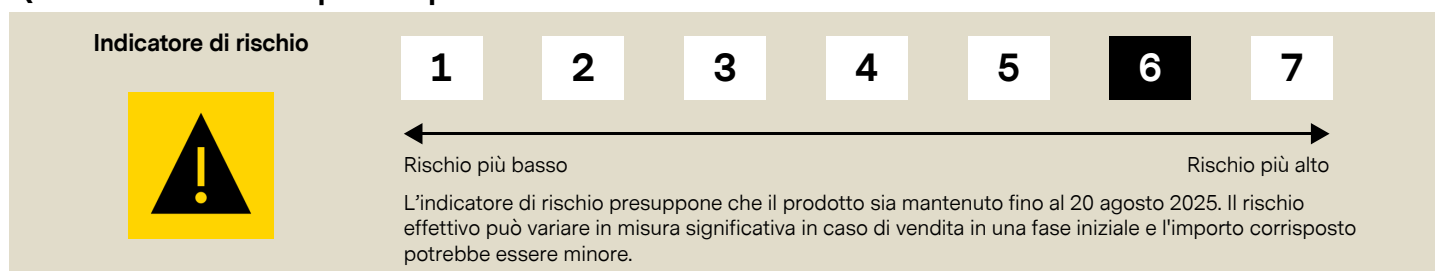 Indicatore di rischio
1 2 3 4 5 6 7
Rischio più basso Rischio più alto
L'indicatore di rischio presuppone che il prodotto sia mantenuto fino al 20 agosto 2025. Il rischio
effettivo può variare in misura significativa in caso di vendita in una fase iniziale e l'importo corrisposto
potrebbe essere minore.